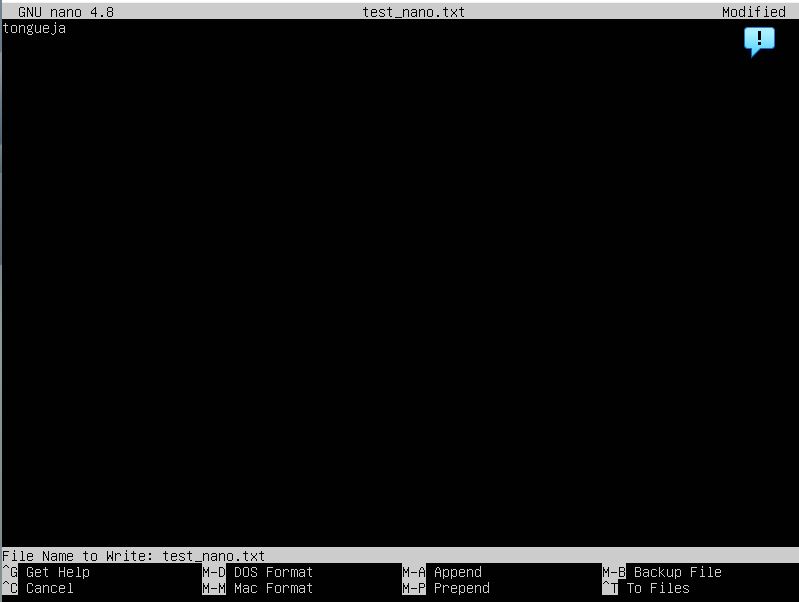 GNU nano 4.8 test_nano.txt Modified
tongueja
!
File Name to Write: test_nano.txt
^G Get Help M-D DOS Format M-A Append M-B Backup File
^C Cancel M-M Mac Format M-P Prepend ^T To Files